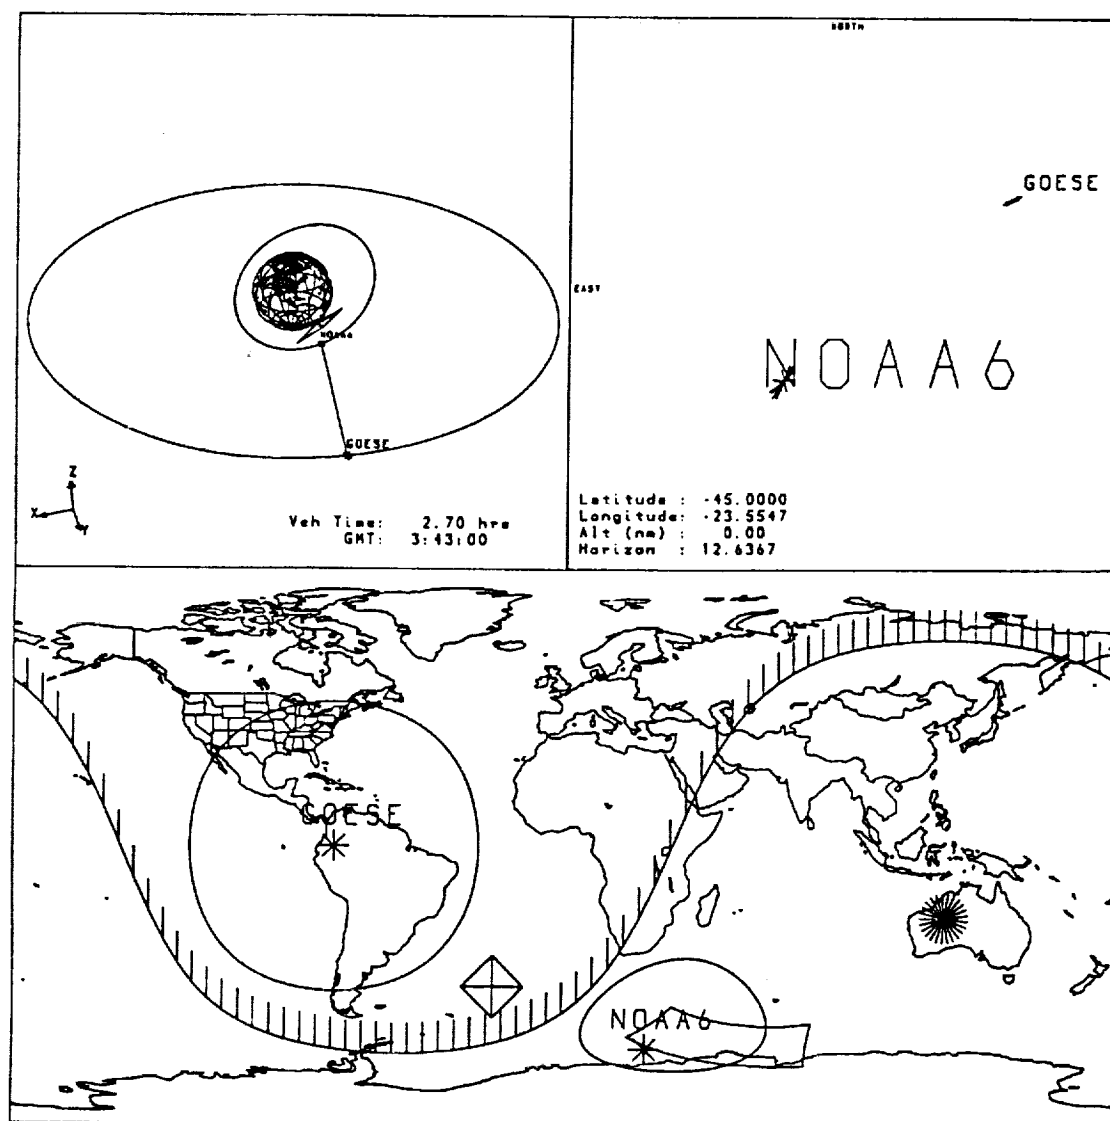 NORTH
GOESE
EAST
NOAA6
NOAA6
GOESE
Z
X
Y
Veh Time: 2.70 hrs
GMT: 3:43:00
Latitude : -45.0000
Longitude: -23.5547
Alt (nm) : 0.00
Horizon : 12.6367
GOESE
NOAA6